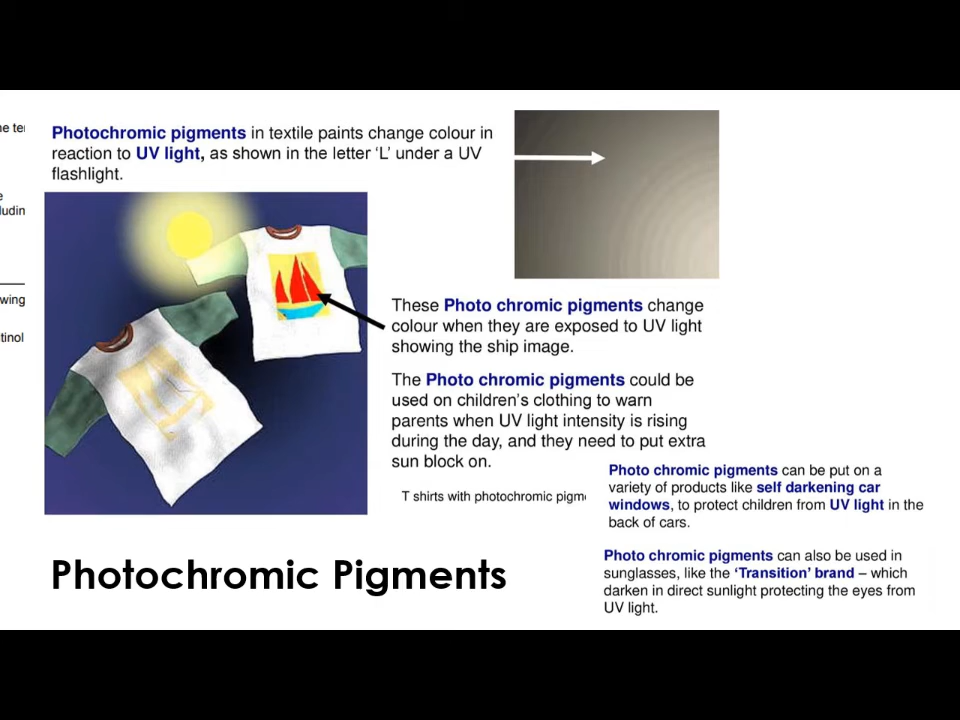 Photochromic pigments in textile paints change colour in
reaction to UV light, as shown in the letter ‘L’ under a UV
flashlight.
These Photo chromic pigments change
colour when they are exposed to UV light
showing the ship image.
The Photo chromic pigments could be
used on children’s clothing to warn
parents when UV light intensity is rising
during the day, and they need to put extra
sun block on.
T shirts with photochromic pigm
Photo chromic pigments can be put on a
variety of products like self darkening car
windows, to protect children from UV light in the
back of cars.
Photo chromic pigments can also be used in
sunglasses, like the ‘Transition’ brand – which
darken in direct sunlight protecting the eyes from
UV light.
Photochromic Pigments